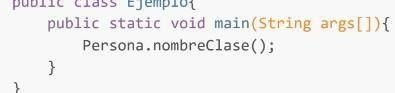 public class Ejemplo{
public static void main(String args[]){
Persona.nombreClase();
}
}